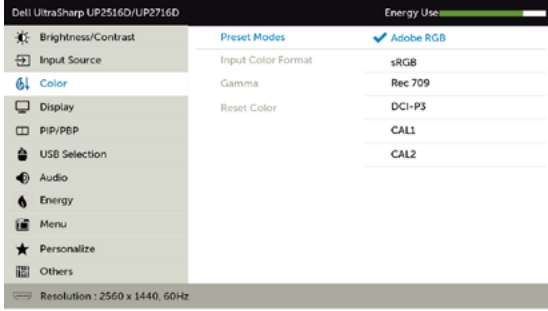 Dell UltraSharp UP2516D/UP2716D
Energy Use
Brightness/Contrast
Input Source
Color
Display
PIP/PBP
USB Selection
Audio
Energy
Menu
Personalize
Others
Preset Modes
Input Color Format
Gamma
Reset Color
Adobe RGB
sRGB
Rec 709
DCI-P3
CAL1
CAL2
Resolution : 2560 x 1440, 60Hz